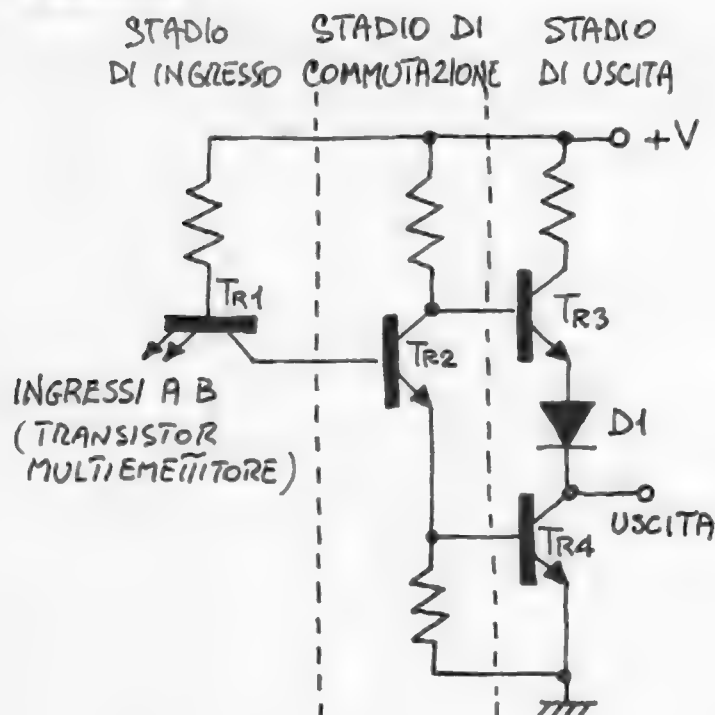 STADIO
DI INGRESSO
STADIO DI
COMMUTAZIONE
STADIO
DI USCITA
+V
TR1
TR2
TR3
INGRESSI A B
(TRANSISTOR
MULTIEMETTITORE)
D1
USCITA
TR4